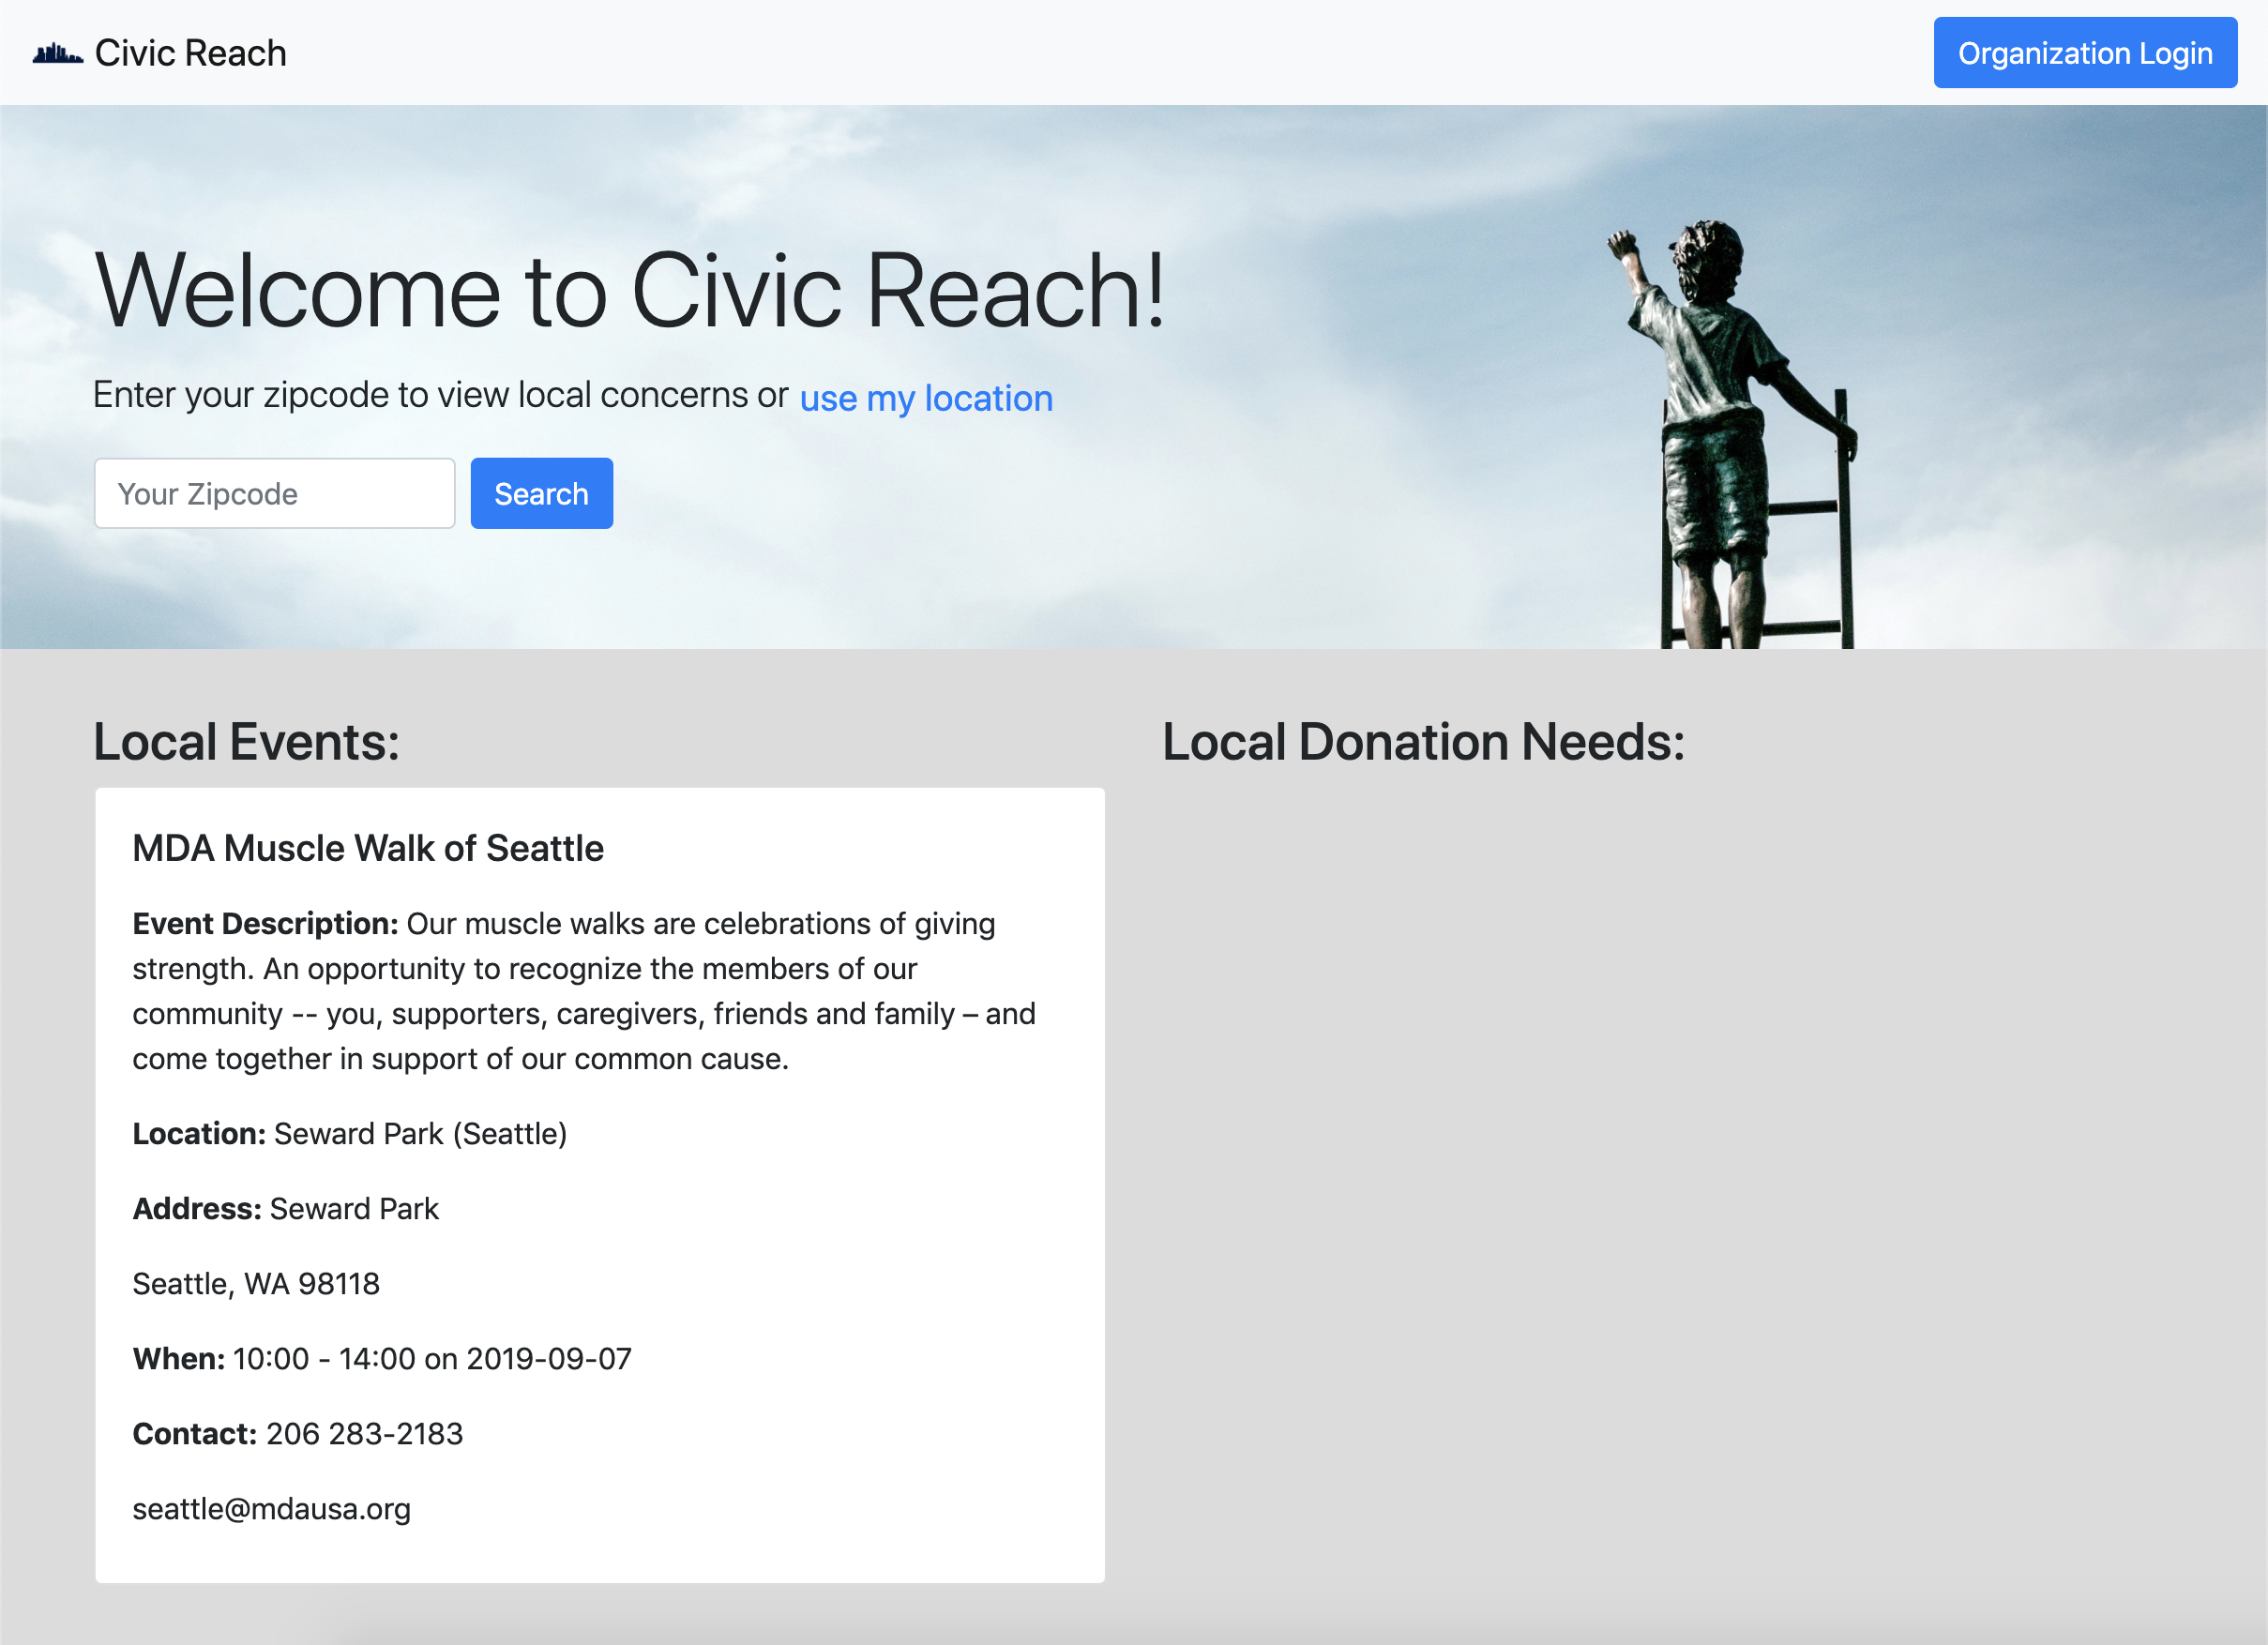 Civic Reach
Organization Login
Welcome to Civic Reach!
Enter your zipcode to view local concerns or use my location
Your Zipcode
Search
Local Events:
MDA Muscle Walk of Seattle
Event Description: Our muscle walks are celebrations of giving
strength. An opportunity to recognize the members of our
community -- you, supporters, caregivers, friends and family – and
come together in support of our common cause.
Location: Seward Park (Seattle)
Address: Seward Park
Seattle, WA 98118
When: 10:00 - 14:00 on 2019-09-07
Contact: 206 283-2183
seattle@mdausa.org
Local Donation Needs: